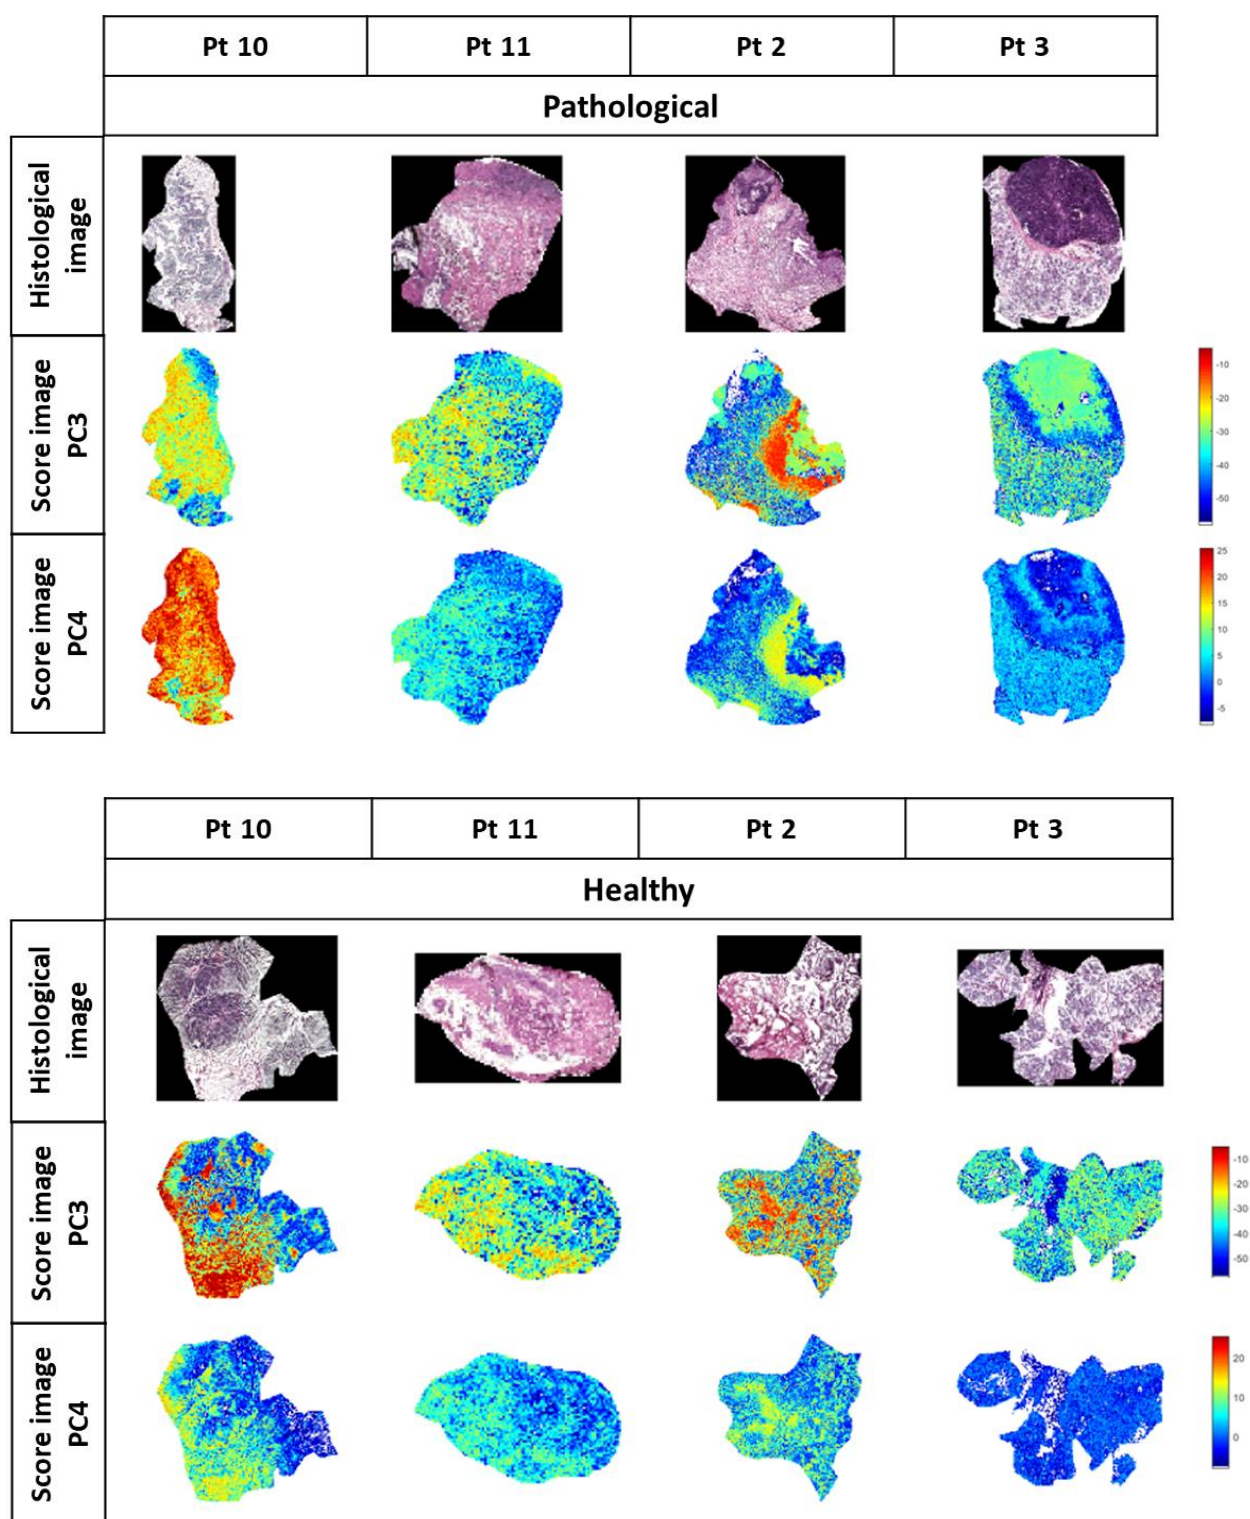 Pt 10 Pt 11 Pt 2 Pt 3
Pathological
Histological
image
Score image
PC3
-10
-20
-30
-40
-50
Score image
PC4
25
20
15
10
5
0
-5
Pt 10 Pt 11 Pt 2 Pt 3
Healthy
Histological
image
Score image
PC3
-10
-20
-30
-40
-50
Score image
PC4
20
10
0